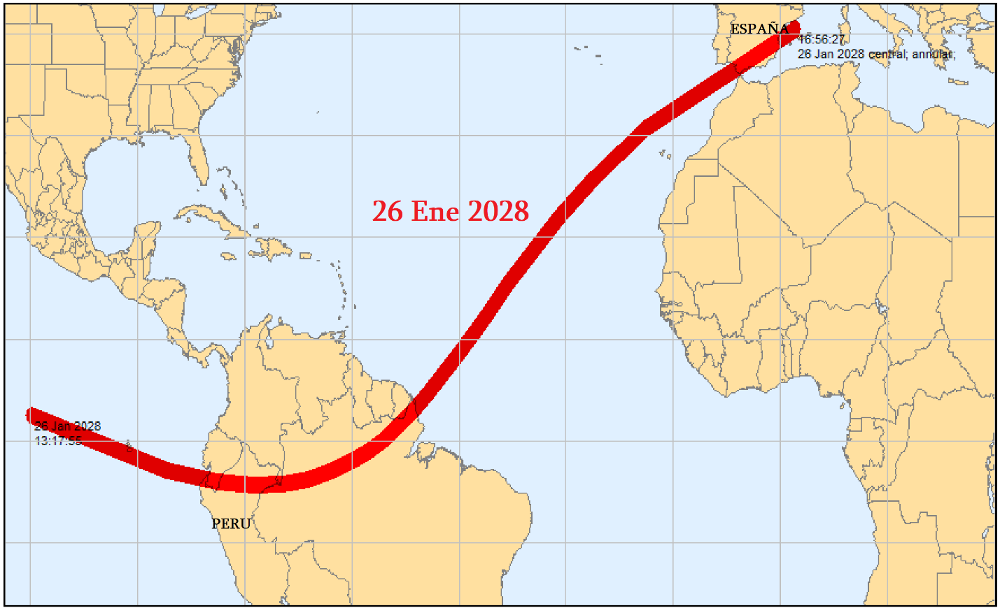 ESPAÑA
16:56:27
26 Jan 2028 central; annular;
26 Ene 2028
26 Jan 2028
13:17:55
PERU